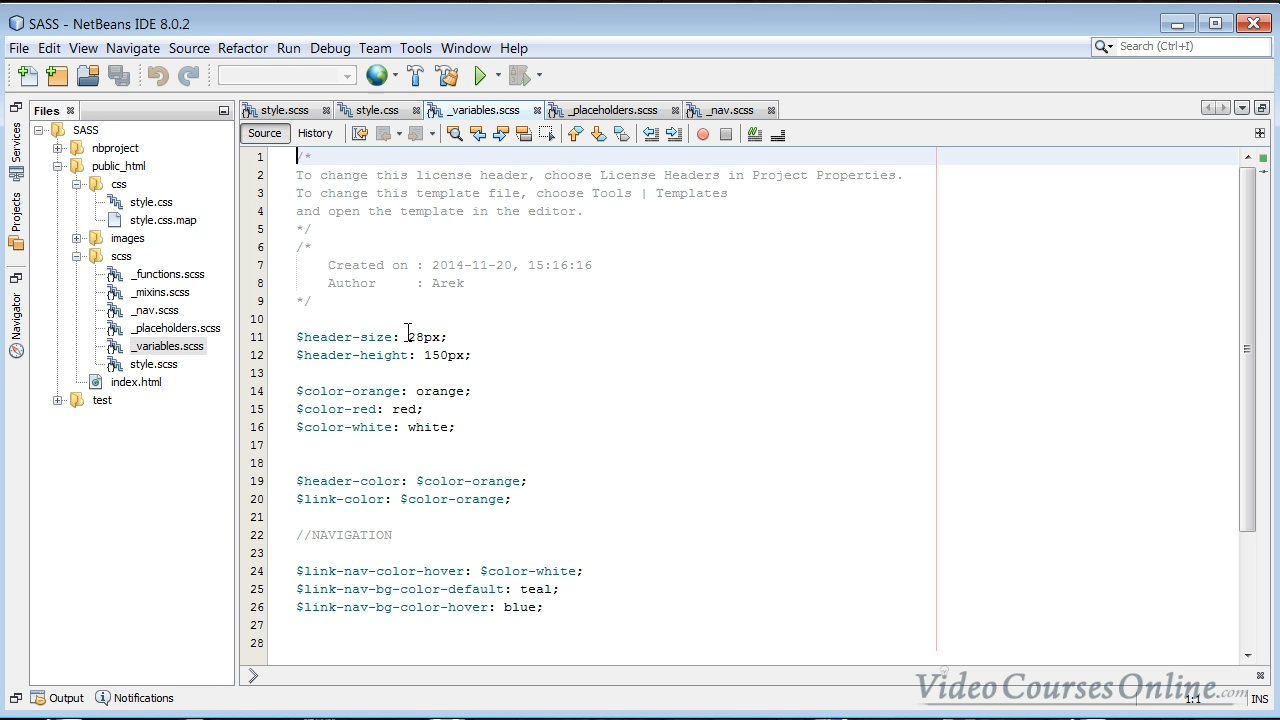 SASS - NetBeans IDE 8.0.2
File Edit View Navigate Source Refactor Run Debug Team Tools Window Help
Search (Ctrl+I)
Files
style.scss
style.css
_variables.scss
_placeholders.scss
_nav.scss
Source
History
Services
Projects
Navigator
SASS
nbproject
public_html
css
style.css
style.css.map
images
scss
_functions.scss
_mixins.scss
_nav.scss
_placeholders.scss
_variables.scss
style.scss
index.html
test
1 /*
2 To change this license header, choose License Headers in Project Properties.
3 To change this template file, choose Tools | Templates
4 and open the template in the editor.
5 */
6 /*
7 Created on : 2014-11-20, 15:16:16
8 Author : Arek
9 */
10
11 $header-size: 28px;
12 $header-height: 150px;
13
14 $color-orange: orange;
15 $color-red: red;
16 $color-white: white;
17
18
19 $header-color: $color-orange;
20 $link-color: $color-orange;
21
22 //NAVIGATION
23
24 $link-nav-color-hover: $color-white;
25 $link-nav-bg-color-default: teal;
26 $link-nav-bg-color-hover: blue;
27
28
Output
Notifications
VideoCoursesOnline.com
1:1
INS